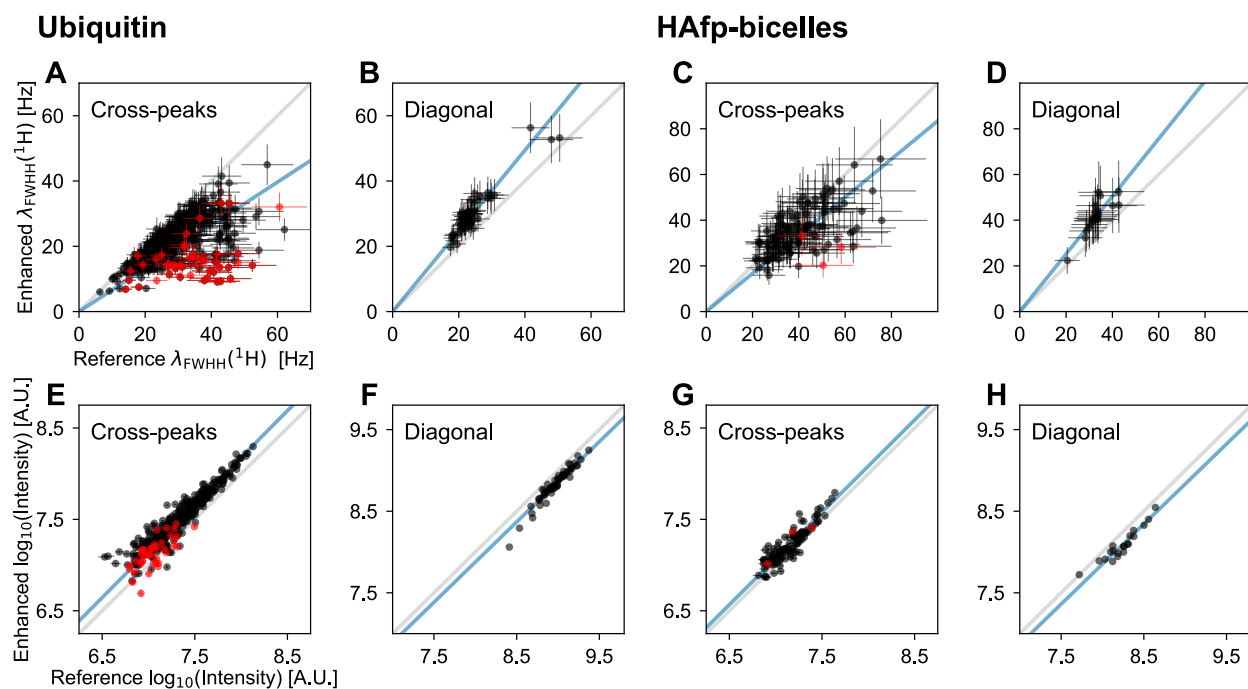 Ubiquitin HAfp-bicelles
A B C D
Cross-peaks Diagonal Cross-peaks Diagonal
Enhanced λFWHH(¹H) [Hz]
60 60 80 80
40 40 60 60
20 20 40 40
20 20
0 0 0 0
0 20 40 60 0 20 40 60 0 20 40 60 80 0 20 40 60 80
Reference λFWHH(¹H) [Hz]
E F G H
Cross-peaks Diagonal Cross-peaks Diagonal
Enhanced log₁₀(Intensity) [A.U.]
8.5 9.5 8.5 9.5
7.5 8.5 7.5 8.5
6.5 7.5 6.5 7.5
6.5 7.5 8.5 7.5 8.5 9.5 6.5 7.5 8.5 7.5 8.5 9.5
Reference log₁₀(Intensity) [A.U.]